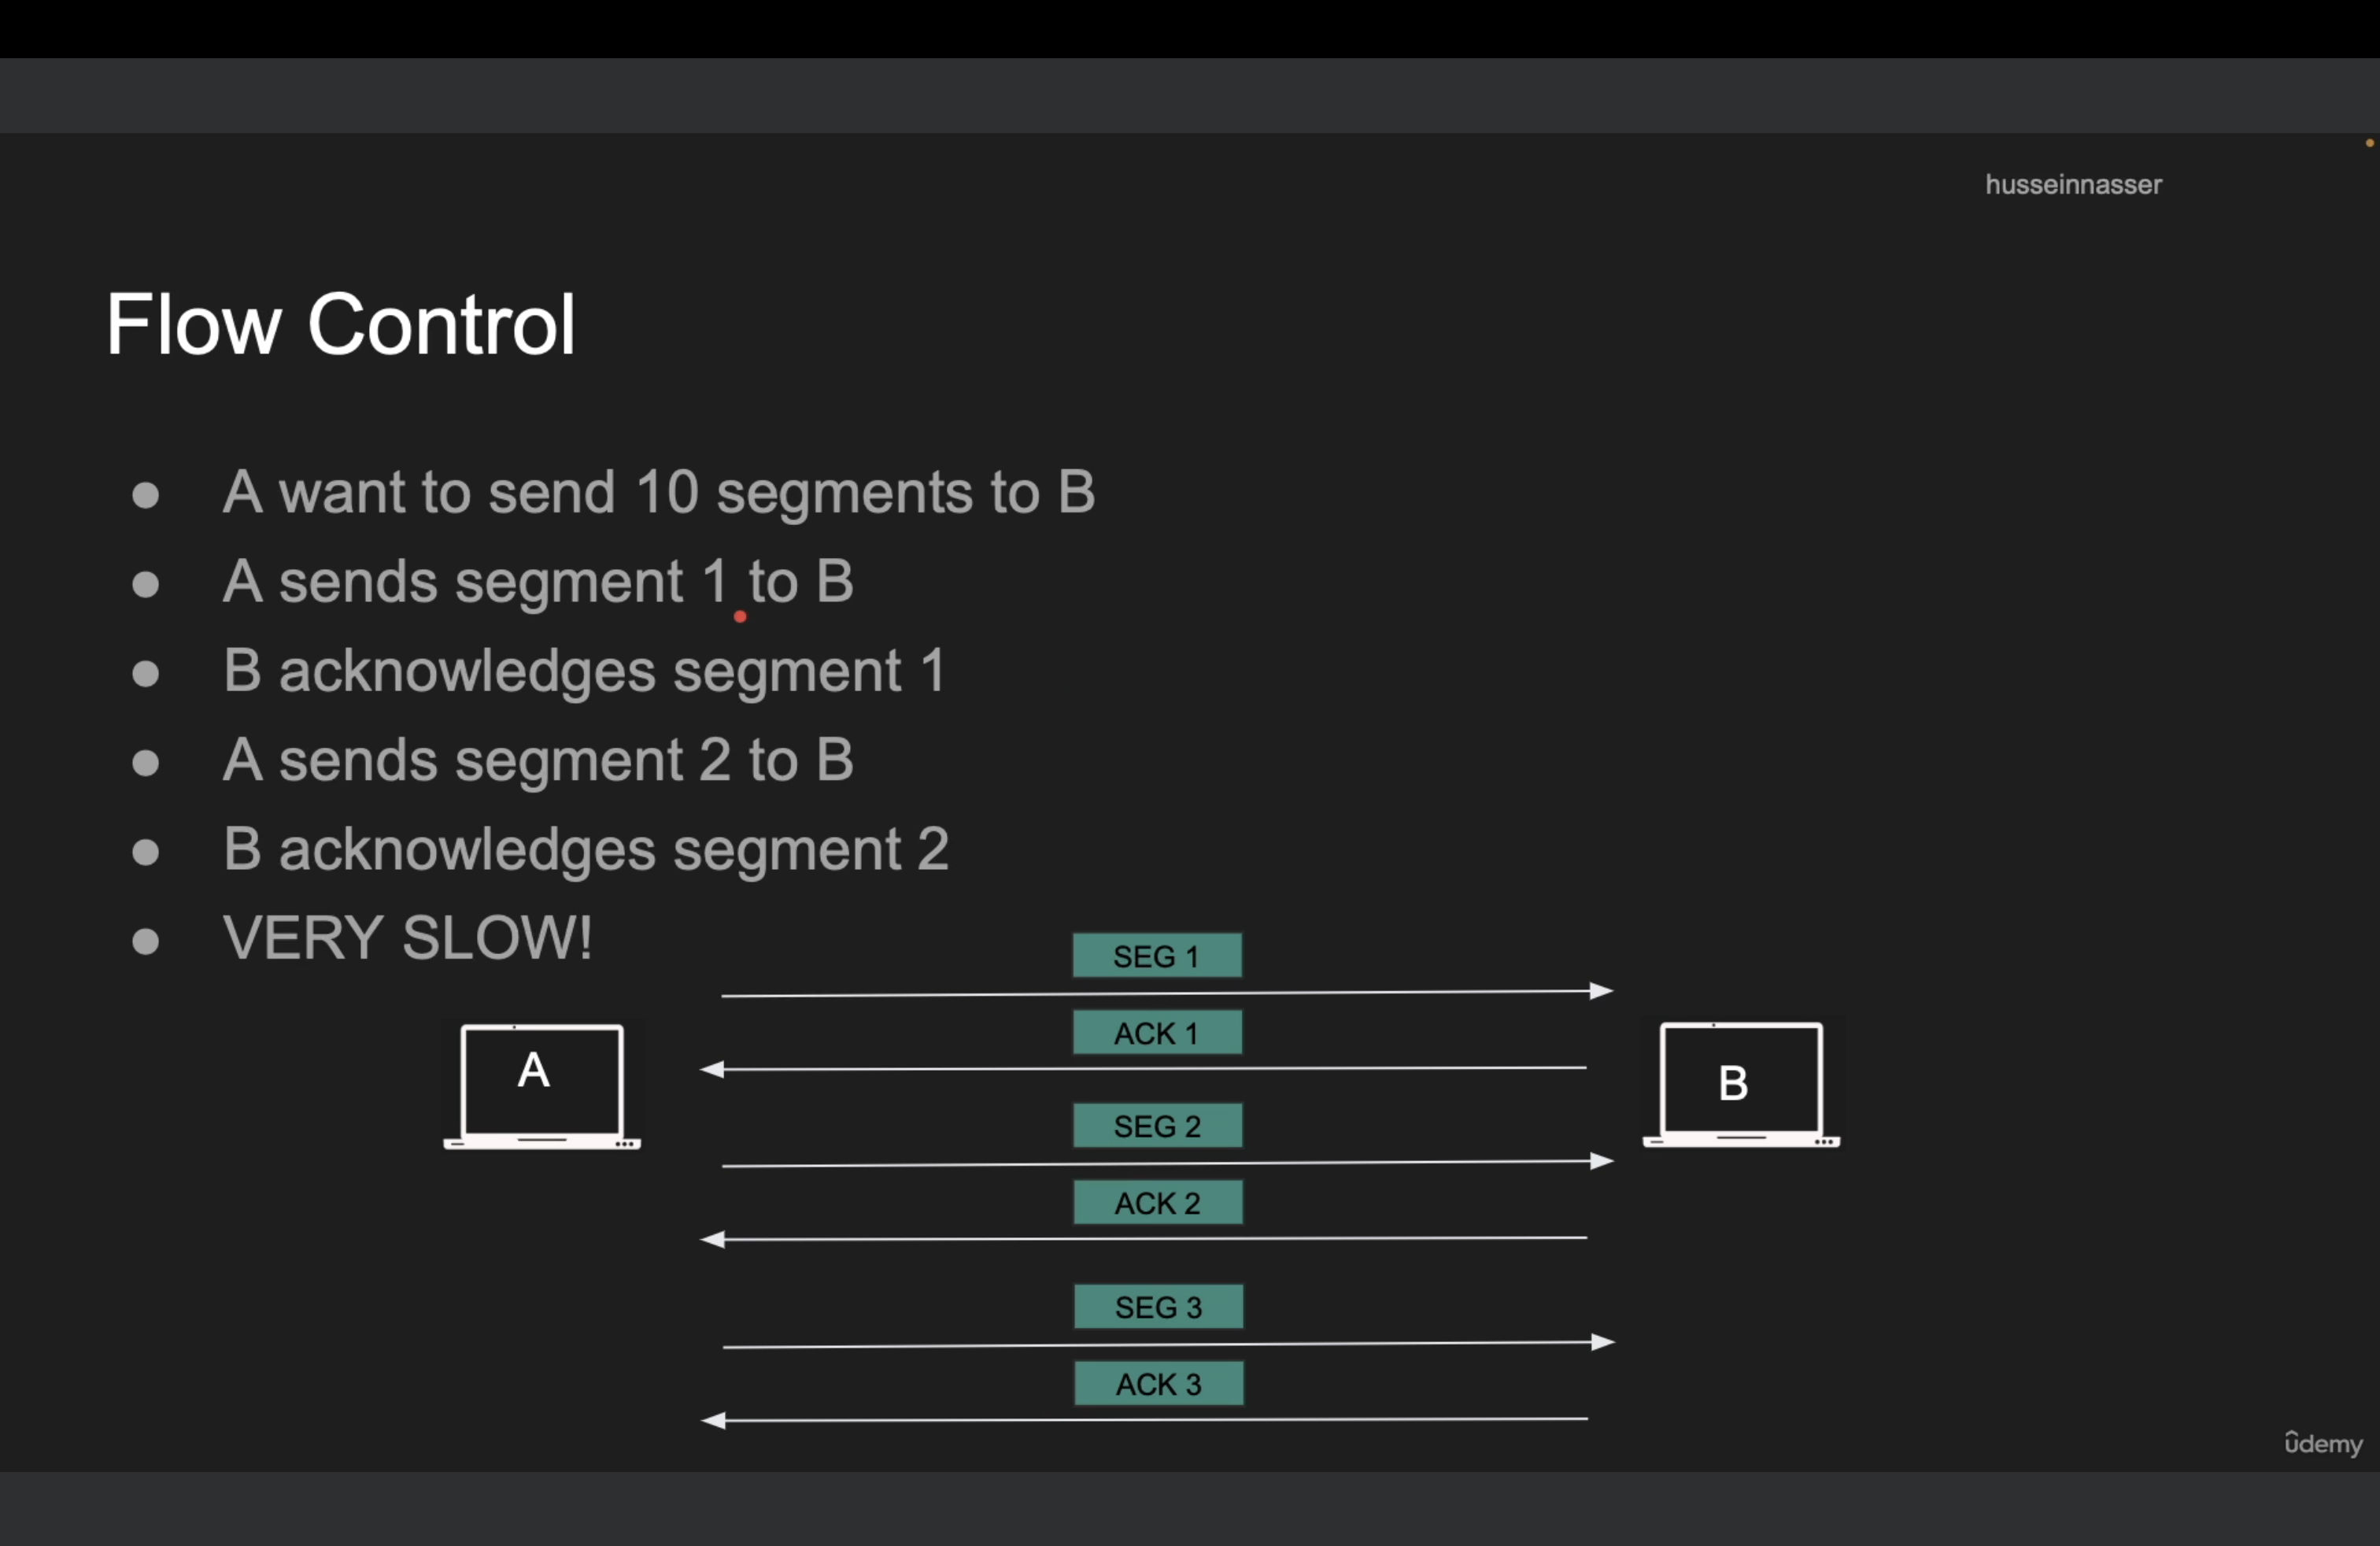 husseinnasser
Flow Control
● A want to send 10 segments to B
● A sends segment 1 to B
● B acknowledges segment 1
● A sends segment 2 to B
● B acknowledges segment 2
● VERY SLOW!
SEG 1
ACK 1
A
B
SEG 2
ACK 2
SEG 3
ACK 3
ûdemy